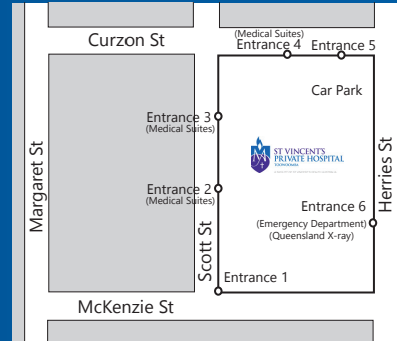 Curzon St
(Medical Suites)
Entrance 4
Entrance 5
Car Park
Entrance 3
(Medical Suites)
ST VINCENT'S
PRIVATE HOSPITAL
TOOWOOMBA
Margaret St
Herries St
Entrance 2
(Medical Suites)
Entrance 6
(Emergency Department)
(Queensland X-ray)
Scott St
Entrance 1
McKenzie St